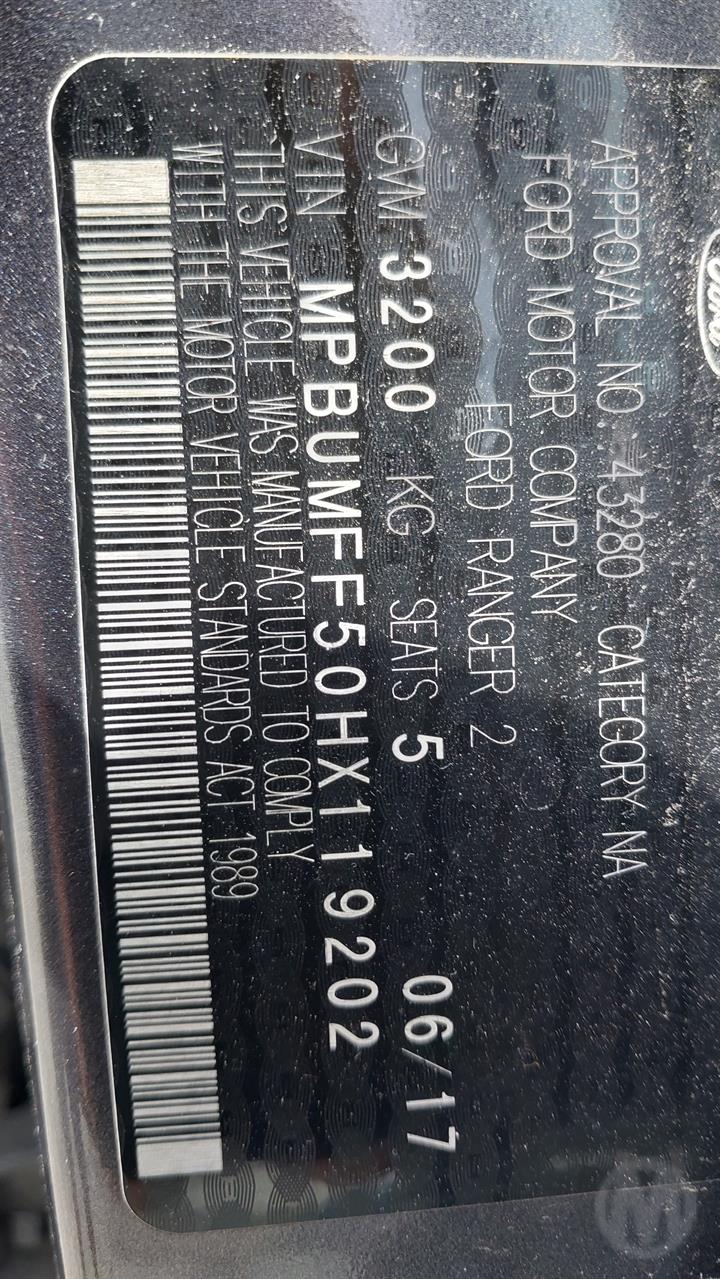 APPROVAL NO. 43280 CATEGORY NA
FORD MOTOR COMPANY
FORD RANGER 2
GVM 3200 KG SEATS 5 06/17
VIN MPBUMFF50HX119202
THIS VEHICLE WAS MANUFACTURED TO COMPLY
WITH THE MOTOR VEHICLE STANDARDS ACT 1989